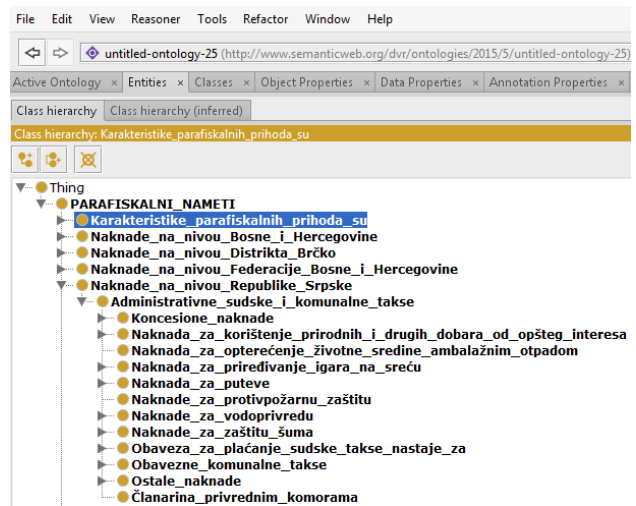 File Edit View Reasoner Tools Refactor Window Help
untitled-ontology-25 (http://www.semanticweb.org/dvr/ontologies/2015/5/untitled-ontology-25)
Active Ontology × Entities × Classes × Object Properties × Data Properties × Annotation Properties ×
Class hierarchy Class hierarchy (inferred)
Class hierarchy: Karakteristike_parafiskalnih_prihoda_su
Thing
PARAFISKALNI_NAMETI
Karakteristike_parafiskalnih_prihoda_su
Naknade_na_nivou_Bosne_i_Hercegovine
Naknade_na_nivou_Distrikta_Brčko
Naknade_na_nivou_Federacije_Bosne_i_Hercegovine
Naknade_na_nivou_Republike_Srpske
Administrativne_sudske_i_komunalne_takse
Koncesione_naknade
Naknada_za_korištenje_prirodnih_i_drugih_dobara_od_opšteg_interesa
Naknada_za_opterećenje_životne_sredine_ambalažnim_otpadom
Naknada_za_priređivanje_igara_na_sreću
Naknada_za_puteve
Naknade_za_protivpožarnu_zaštitu
Naknade_za_vodoprivredu
Naknade_za_zaštitu_šuma
Obaveza_za_plaćanje_sudske_takse_nastaje_za
Obavezne_komunalne_takse
Ostale_naknade
Članarina_privrednim_komorama